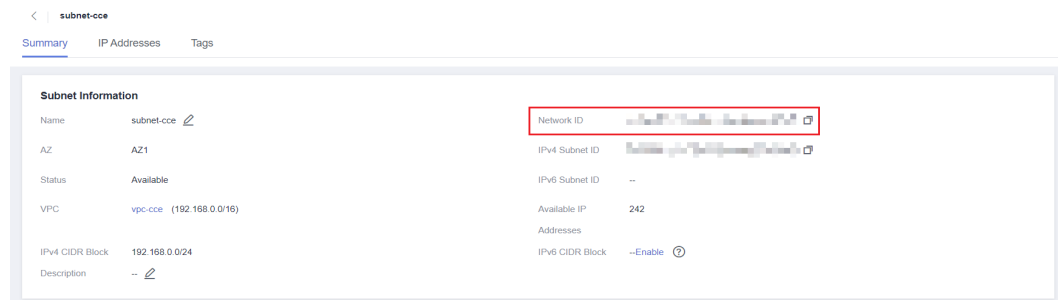 subnet-cce
Summary IP Addresses Tags
Subnet Information
Name subnet-cce Network ID
AZ AZ1 IPv4 Subnet ID
Status Available IPv6 Subnet ID --
VPC vpc-cce (192.168.0.0/16) Available IP Addresses 242
IPv4 CIDR Block 192.168.0.0/24 IPv6 CIDR Block --Enable ?
Description --